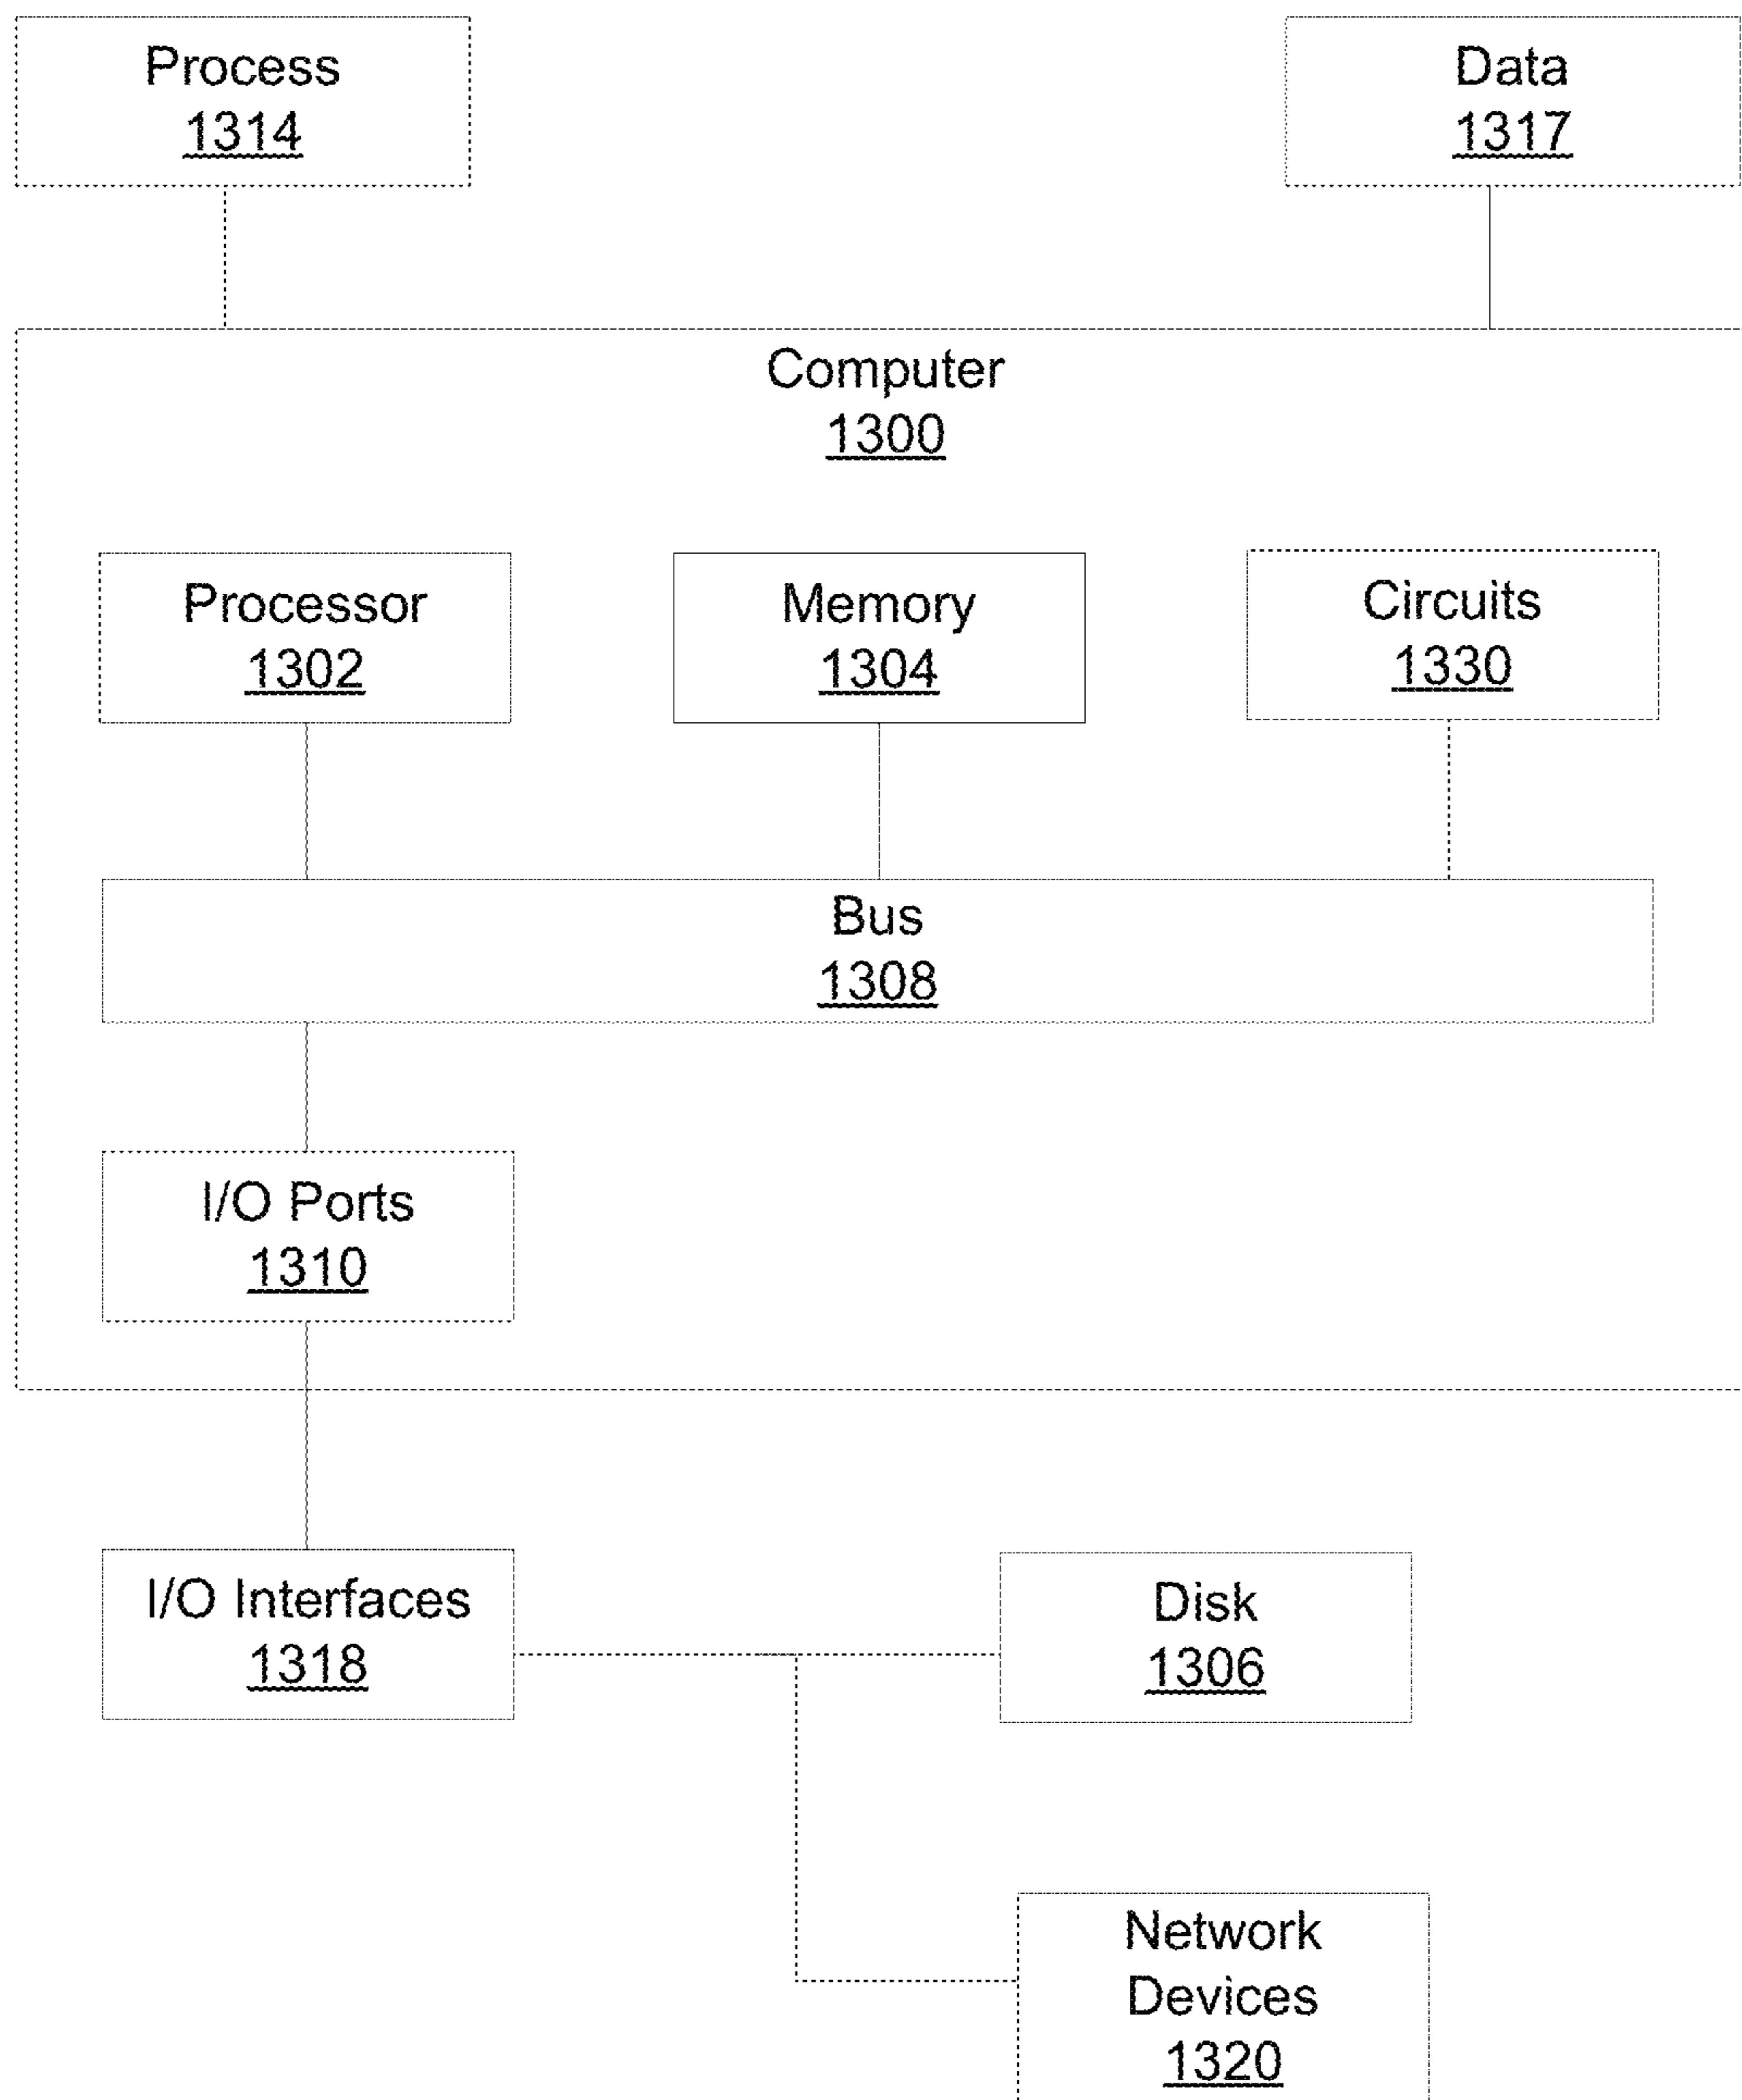 Process
1314
Data
1317
Computer
1300
Processor
1302
Memory
1304
Circuits
1330
Bus
1308
I/O Ports
1310
I/O Interfaces
1318
Disk
1306
Network
Devices
1320